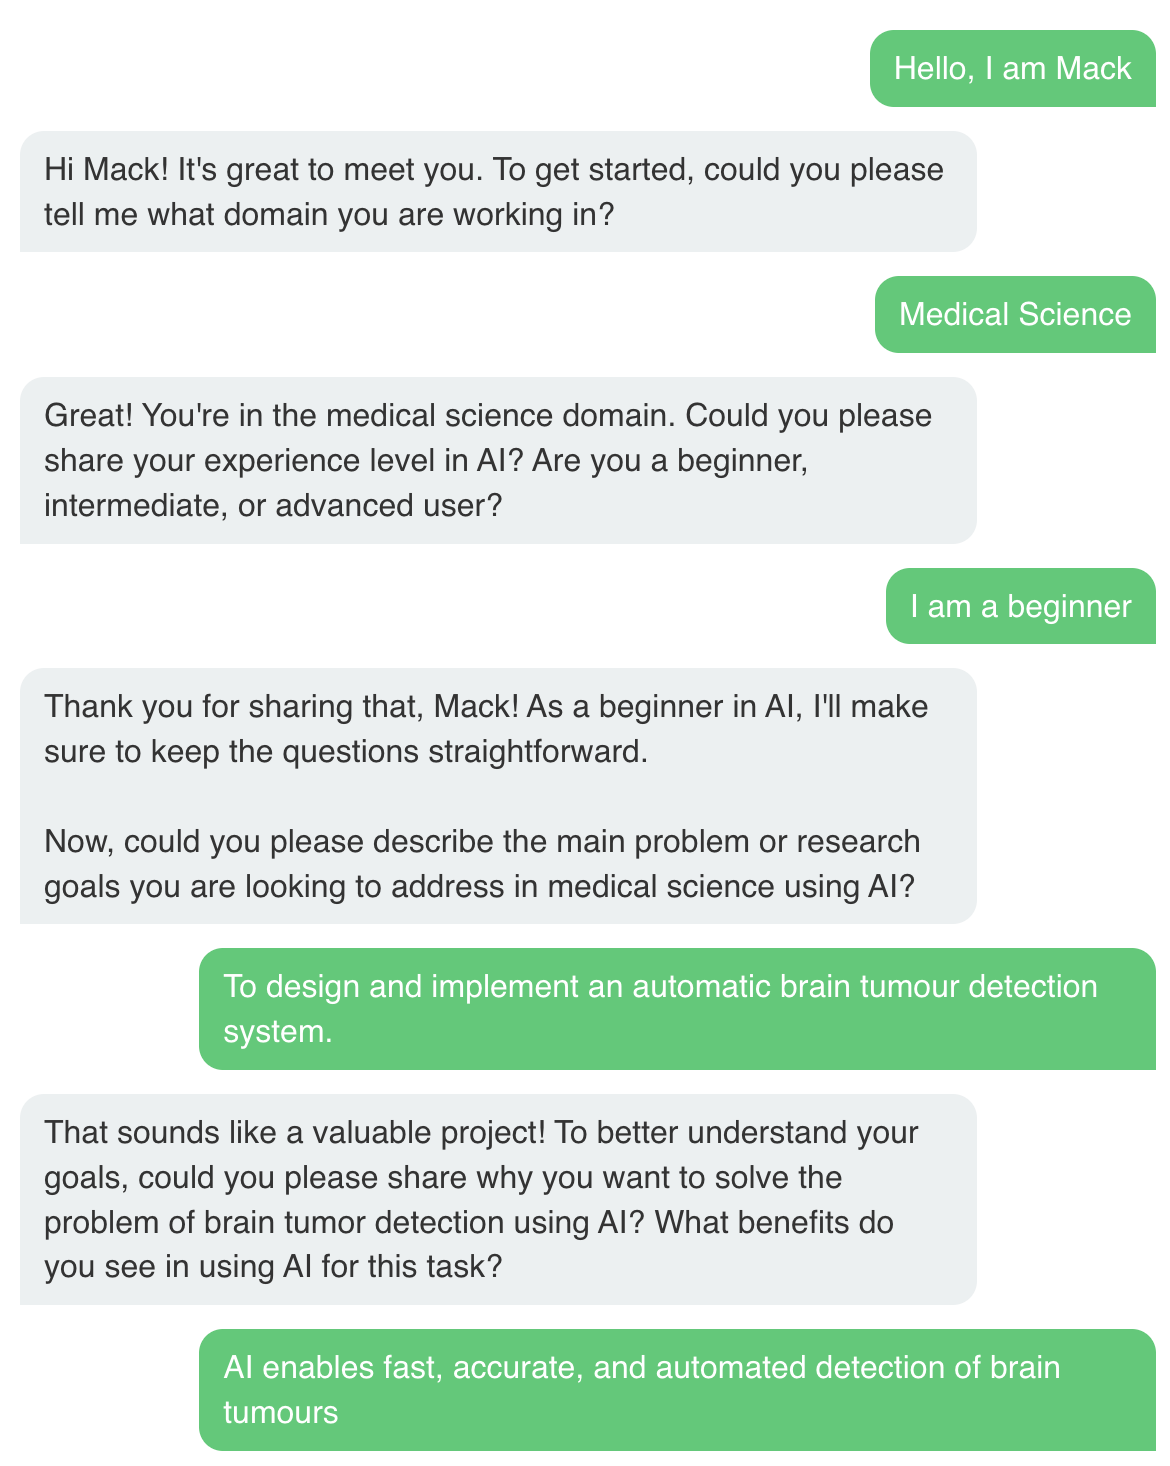 Hello, I am Mack
Hi Mack! It's great to meet you. To get started, could you please
tell me what domain you are working in?
Medical Science
Great! You're in the medical science domain. Could you please
share your experience level in AI? Are you a beginner,
intermediate, or advanced user?
I am a beginner
Thank you for sharing that, Mack! As a beginner in AI, I'll make
sure to keep the questions straightforward.
Now, could you please describe the main problem or research
goals you are looking to address in medical science using AI?
To design and implement an automatic brain tumour detection
system.
That sounds like a valuable project! To better understand your
goals, could you please share why you want to solve the
problem of brain tumor detection using AI? What benefits do
you see in using AI for this task?
AI enables fast, accurate, and automated detection of brain
tumours